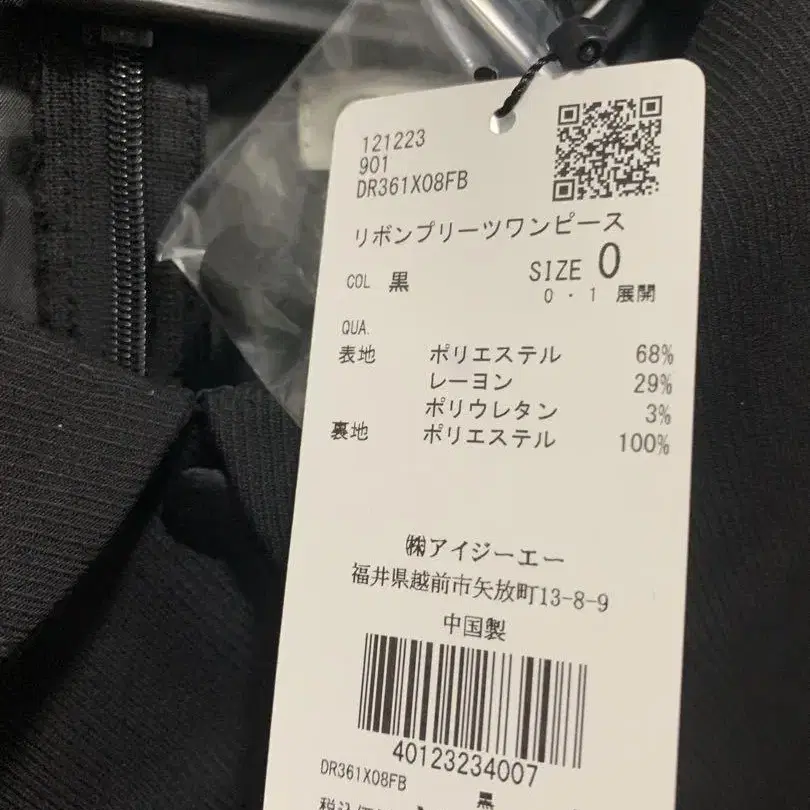 121223
901
DR361X08FB
リボンプリーツワンピース
COL 黒 SIZE 0
0・1 展開
QUA.
表地 ポリエステル 68%
レーヨン 29%
ポリウレタン 3%
裏地 ポリエステル 100%
㈱アイジーエー
福井県越前市矢放町13-8-9
中国製
40123234007
DR361X08FB
黒